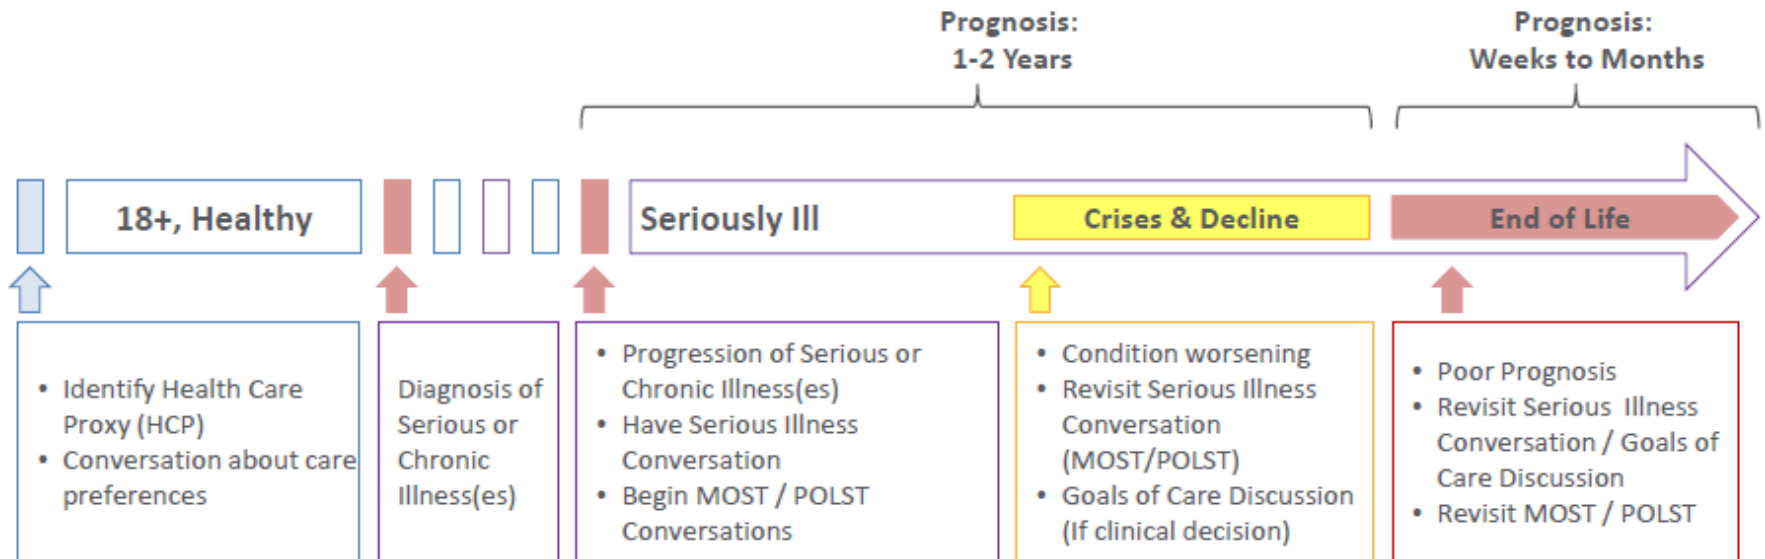 Prognosis:
1-2 Years
Prognosis:
Weeks to Months
18+, Healthy
Seriously Ill
Crises & Decline
End of Life
• Identify Health Care
Proxy (HCP)
• Conversation about care
preferences
Diagnosis of
Serious or
Chronic
Illness(es)
• Progression of Serious or
Chronic Illness(es)
• Have Serious Illness
Conversation
• Begin MOST / POLST
Conversations
• Condition worsening
• Revisit Serious Illness
Conversation
(MOST/POLST)
• Goals of Care Discussion
(If clinical decision)
• Poor Prognosis
• Revisit Serious Illness
Conversation / Goals of
Care Discussion
• Revisit MOST / POLST